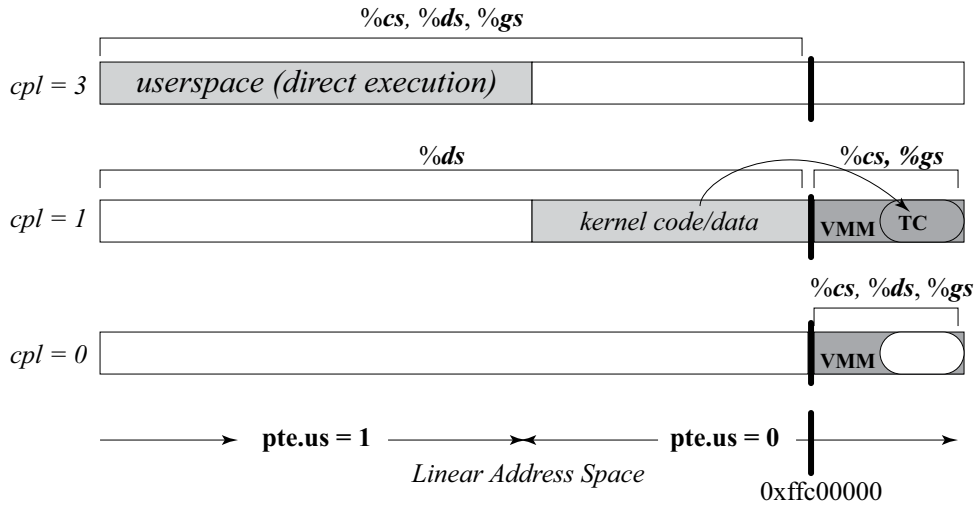 %cs, %ds, %gs
cpl = 3
userspace (direct execution)
%ds
%cs, %gs
cpl = 1
kernel code/data
VMM
TC
%cs, %ds, %gs
cpl = 0
VMM
pte.us = 1
pte.us = 0
Linear Address Space
0xffc00000